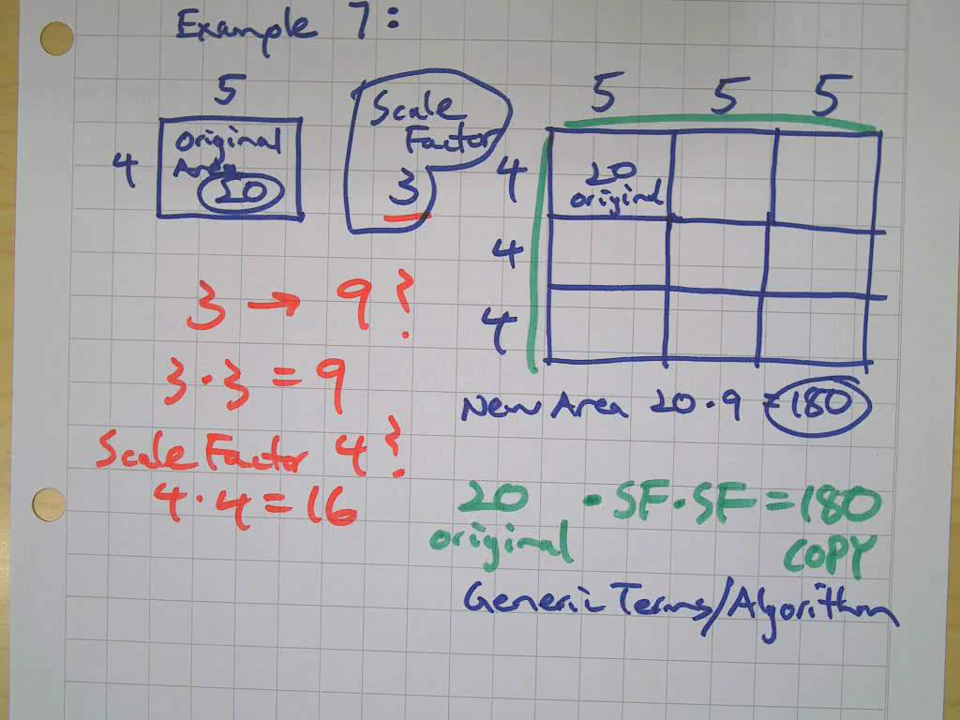 Example 7:
5
4
original
Area
20
Scale
Factor
3
5 5 5
4
20
original
4
4
New Area 20 · 9 = 180
3 → 9?
3 · 3 = 9
Scale Factor 4?
4 · 4 = 16
20 · SF · SF = 180
original COPY
Generic Terms/Algorithm